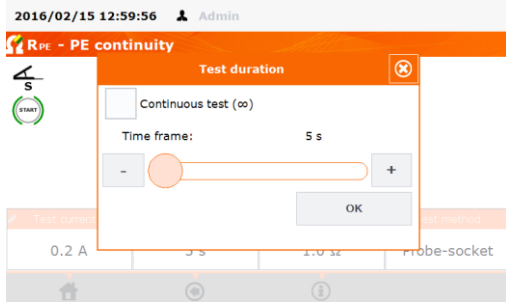 2016/02/15 12:59:56 Admin
RPE - PE continuity
Test duration
S
START
Continuous test (∞)
Time frame: 5 s
- +
OK
Test current
0.2 A 5 s 1.0 Ω Probe-socket